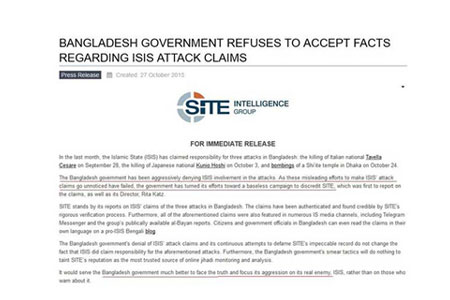 BANGLADESH GOVERNMENT REFUSES TO ACCEPT FACTS
REGARDING ISIS ATTACK CLAIMS
Press Release Created: 27 October 2015
SITE INTELLIGENCE
GROUP
FOR IMMEDIATE RELEASE
In the last month, the Islamic State (ISIS) has claimed responsibility for three attacks in Bangladesh: the killing of Italian national Tavella
Cesare on September 28, the killing of Japanese national Kunio Hoshi on October 3, and bombings of a Shi'ite temple in Dhaka on October 24.
The Bangladesh government has been aggressively denying ISIS involvement in the attacks. As these misleading efforts to make ISIS' attack
claims go unnoticed have failed, the government has turned its efforts toward a baseless campaign to discredit SITE, which was first to report on
the claims, as well as its Director, Rita Katz.
SITE stands by its reports on ISIS' claims of the three attacks in Bangladesh. The claims have been authenticated and found credible by SITE's
rigorous verification process. Furthermore, all of the aforementioned claims were also featured in numerous IS media channels, including Telegram
Messenger and the group's publically available al-Bayan reports. Citizens and government officials in Bangladesh can even read the claims in their
own language on a pro-ISIS Bengali blog.
The Bangladesh government's denial of ISIS' attack claims and its continuous attempts to defense SITE's impeccable record do not change the
fact that ISIS did claim responsibility for the aforementioned attacks. Furthermore, the Bangladesh government's smear tactics will do nothing to
taint SITE's reputation as the most trusted source of online jihadi monitoring and analysis.
It would serve the Bangladesh government much better to face the truth and focus its aggression on its real enemy, ISIS, rather than on those who
warn about it.